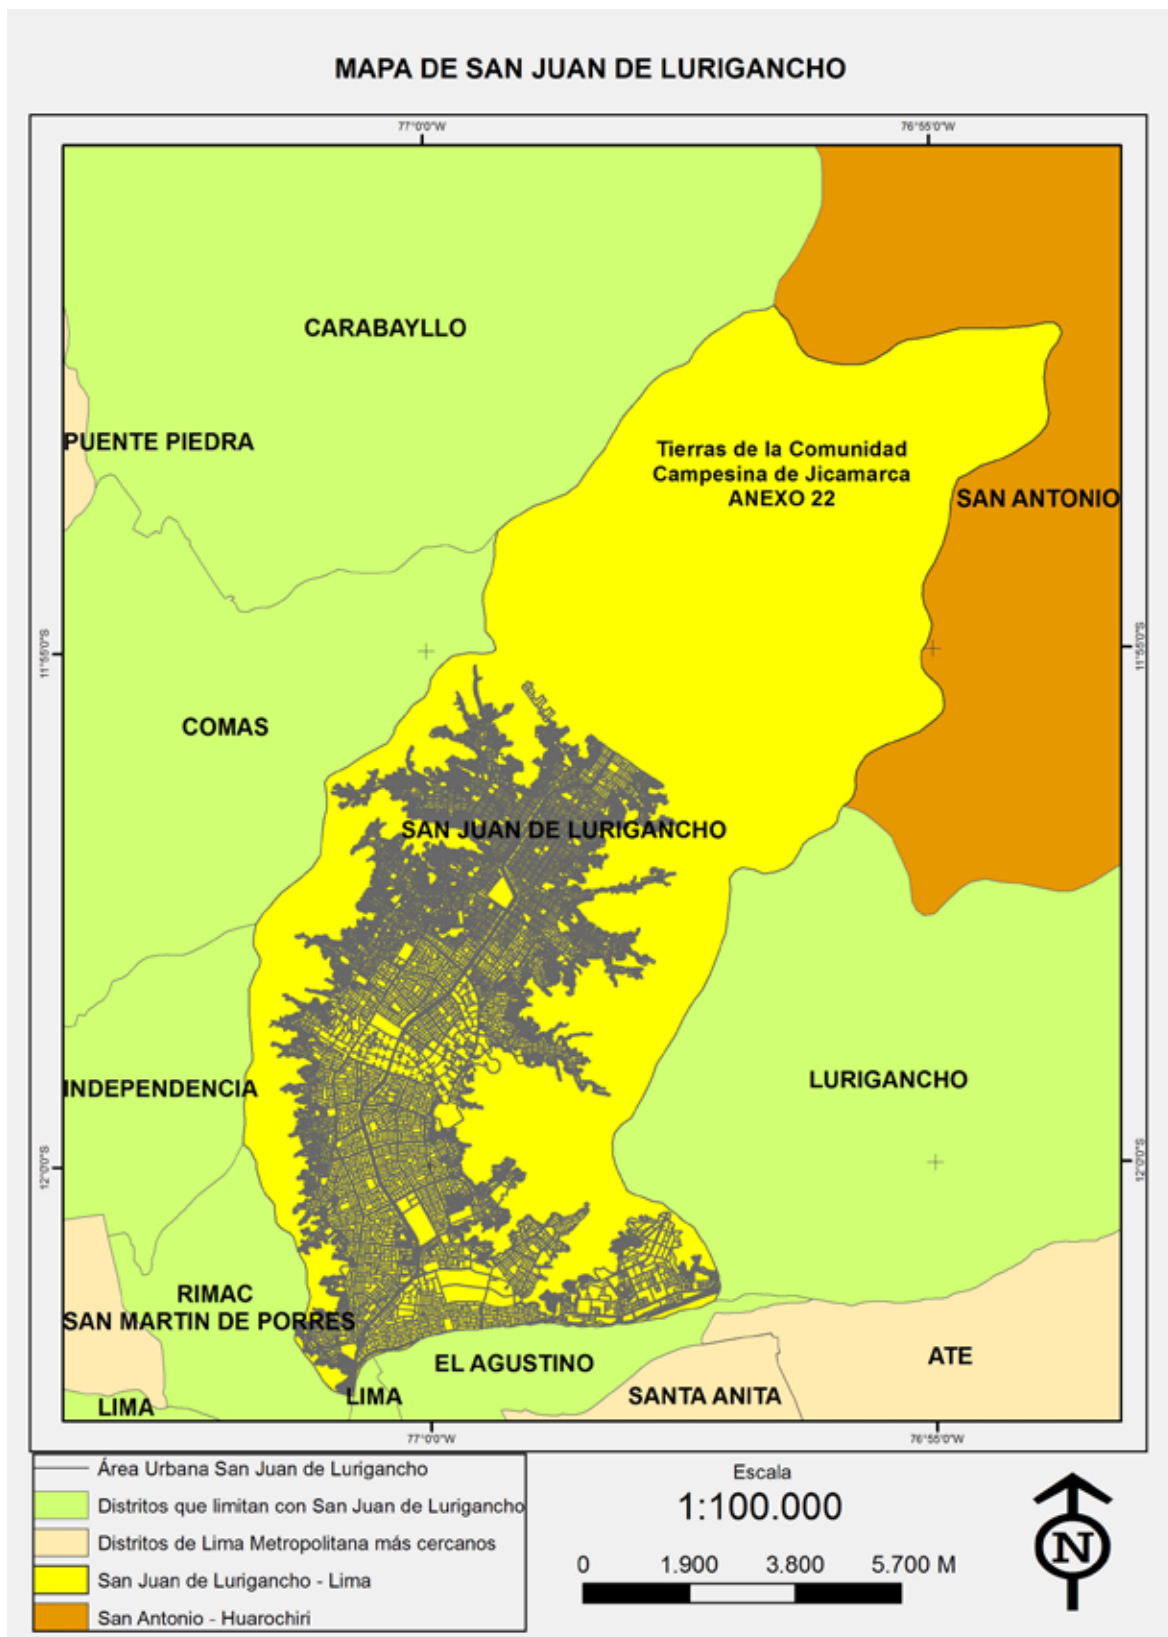 MAPA DE SAN JUAN DE LURIGANCHO
77°0'0"W
76°55'0"W
CARABAYLLO
PUENTE PIEDRA
Tierras de la Comunidad
Campesina de Jicamarca
ANEXO 22
SAN ANTONIO
11°55'0"S
11°55'0"S
COMAS
SAN JUAN DE LURIGANCHO
INDEPENDENCIA
LURIGANCHO
12°0'0"S
12°0'0"S
RIMAC
SAN MARTIN DE PORRES
EL AGUSTINO
ATE
LIMA
LIMA
SANTA ANITA
77°0'0"W
76°55'0"W
Área Urbana San Juan de Lurigancho
Distritos que limitan con San Juan de Lurigancho
Distritos de Lima Metropolitana más cercanos
San Juan de Lurigancho - Lima
San Antonio - Huarochiri
Escala
1:100.000
0 1.900 3.800 5.700 M
N